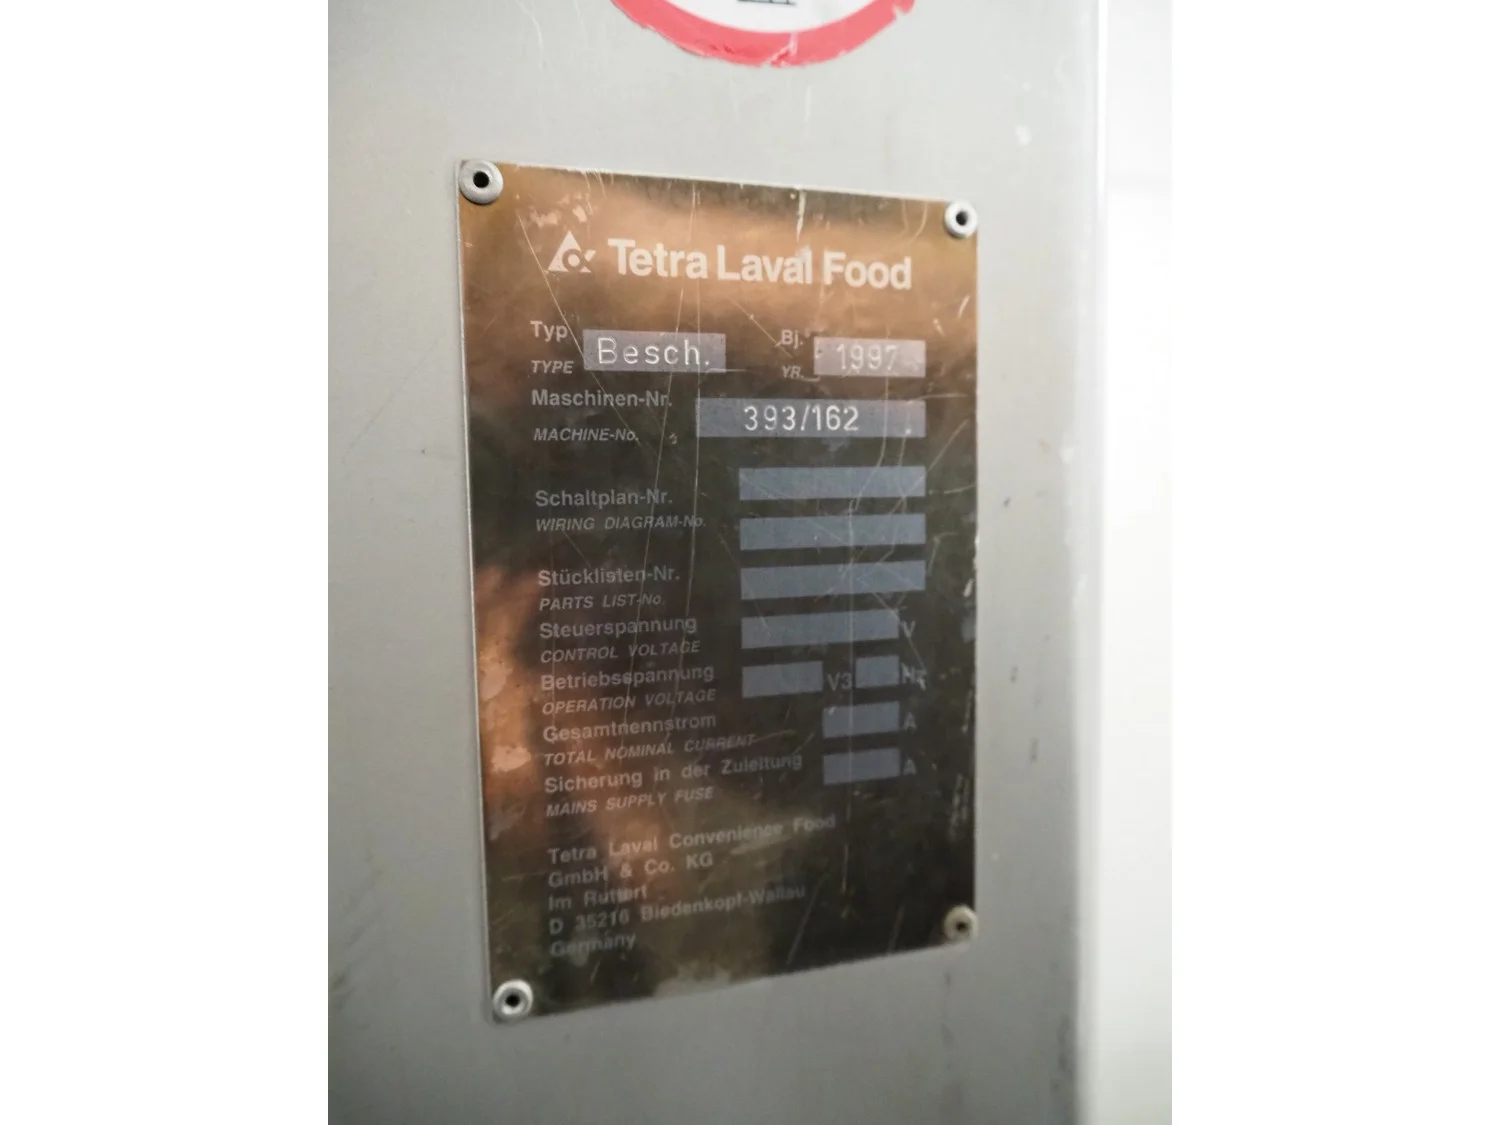 Tetra Laval Food
Typ Besch. Bj. 1997
TYPE YR.
Maschinen-Nr. 393/162
MACHINE-No.
Schaltplan-Nr.
WIRING DIAGRAM-No.
Stücklisten-Nr.
PARTS LIST-No.
Steuerspannung V
CONTROL VOLTAGE
Betriebsspannung V3 Hz
OPERATION VOLTAGE
Gesamtnennstrom A
TOTAL NOMINAL CURRENT
Sicherung in der Zuleitung A
MAINS SUPPLY FUSE
Tetra Laval Convenience Food
GmbH & Co. KG
Im Ruttert
D 35216 Biedenkopf-Wallau
Germany